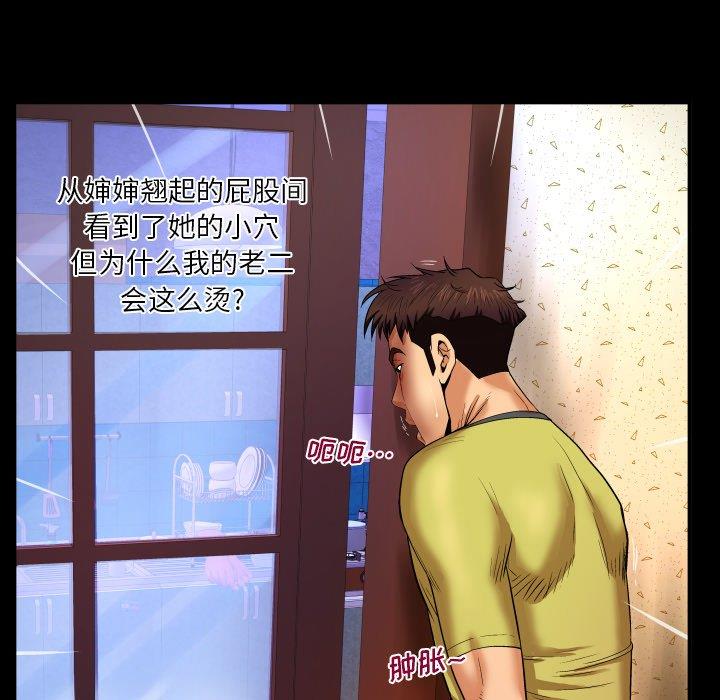 从婶婶翘起的屁股间
看到了她的小穴
但为什么我的老二
会这么烫?
呃呃…
肿胀~